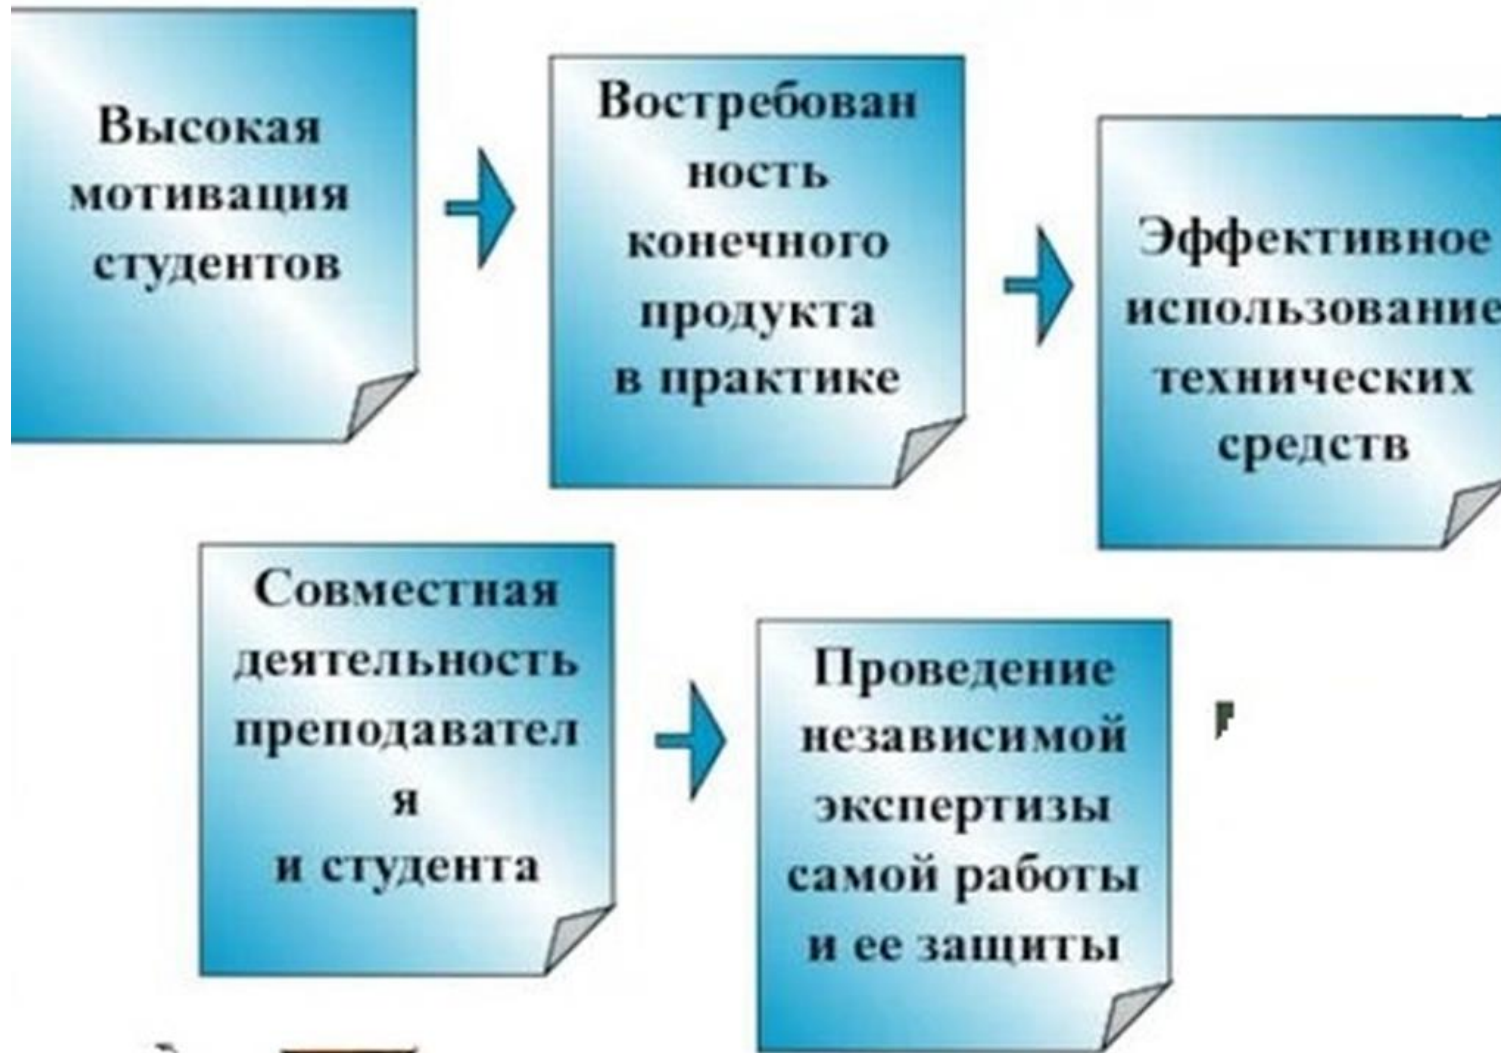 Высокая
мотивация
студентов
Востребован
ность
конечного
продукта
в практике
Эффективное
использование
технических
средств
Совместная
деятельность
преподавател
я
и студента
Проведение
независимой
экспертизы
самой работы
и ее защиты